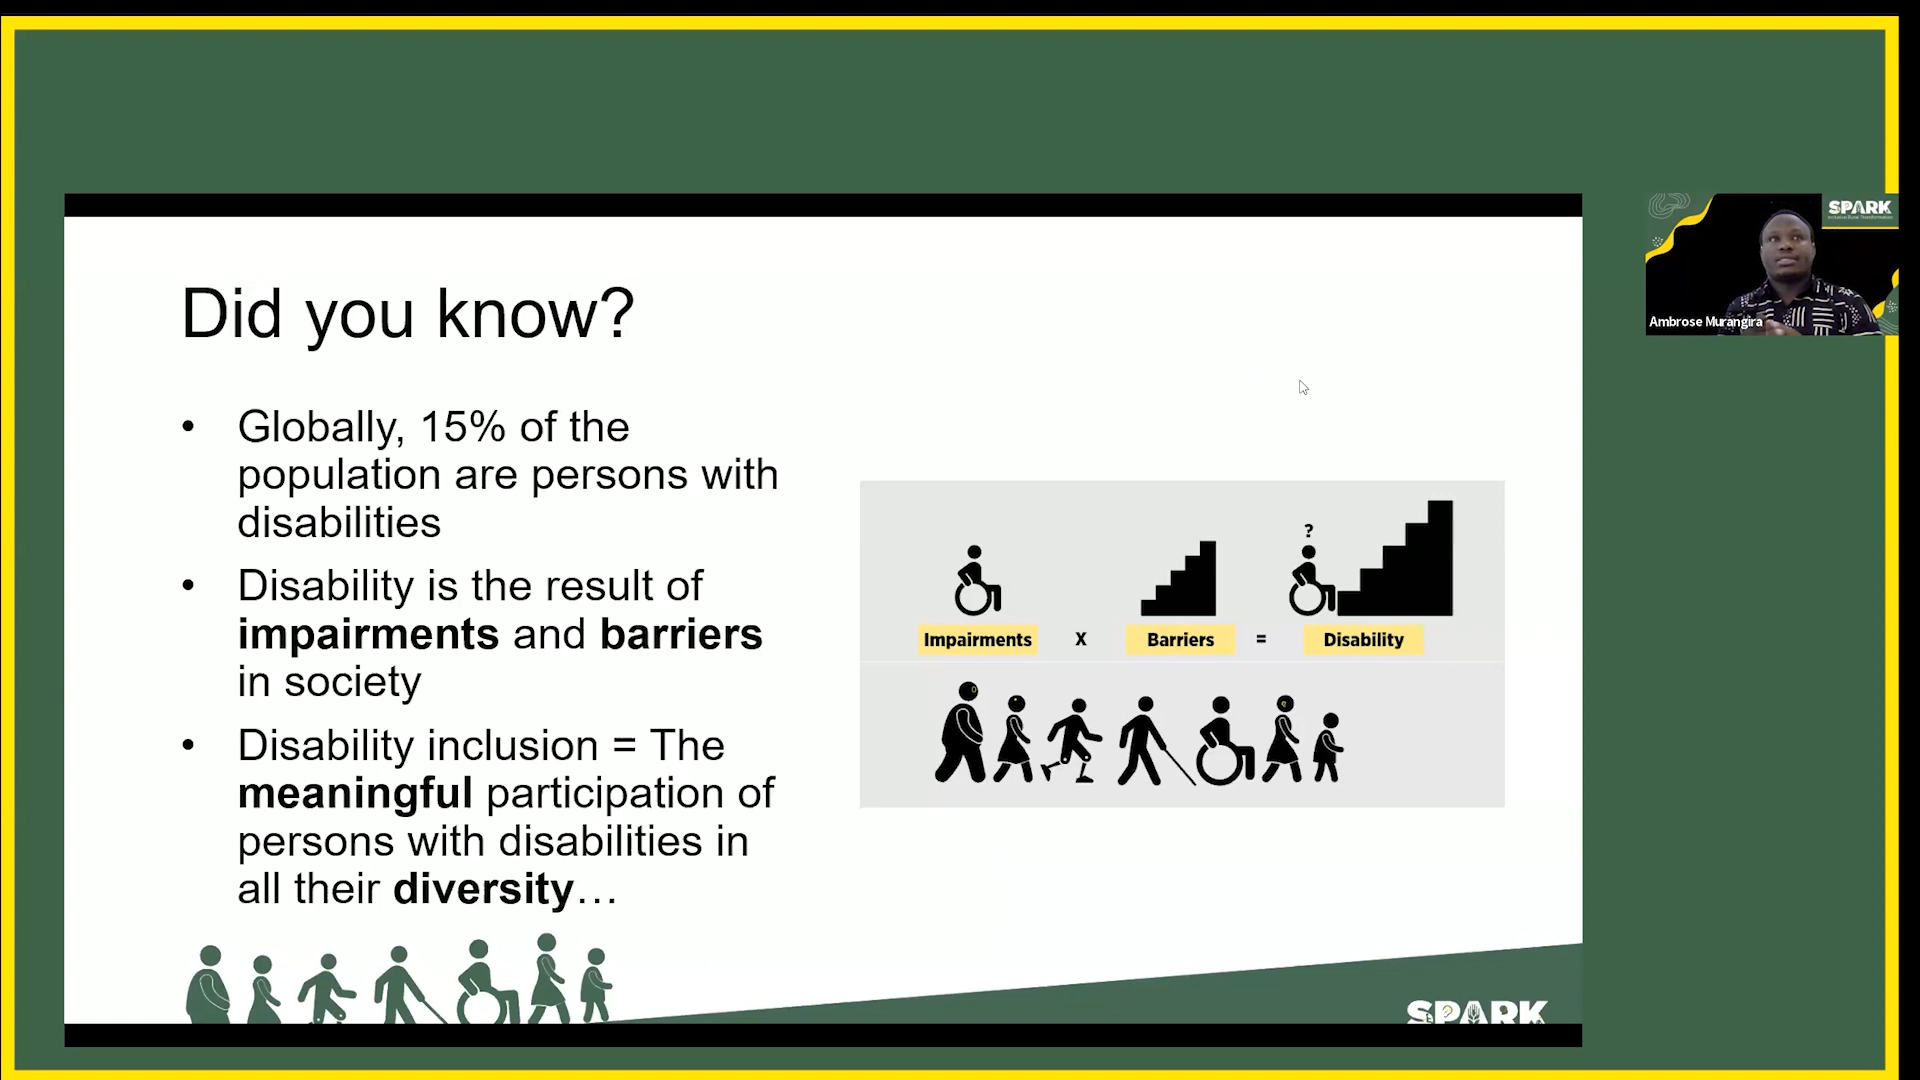 Did you know?
• Globally, 15% of the
population are persons with
disabilities
• Disability is the result of
impairments and barriers
in society
• Disability inclusion = The
meaningful participation of
persons with disabilities in
all their diversity…
?
Impairments X Barriers = Disability
SPARK
SPARK
Ambrose Murangira